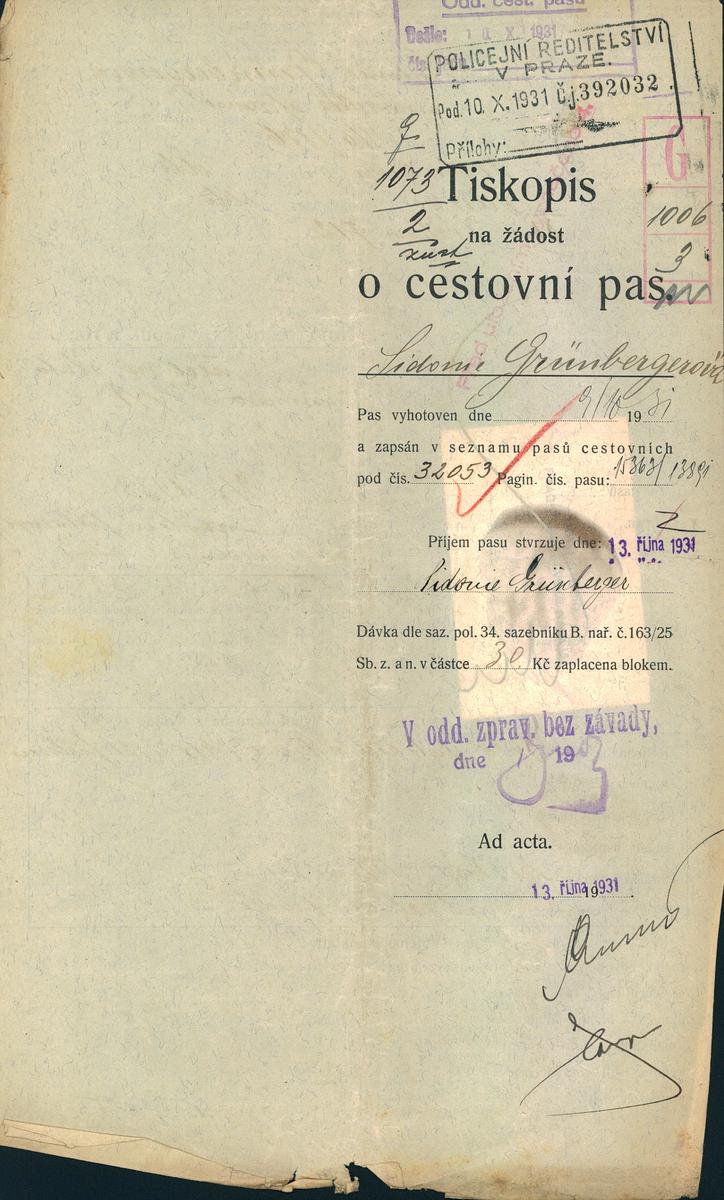 Odd. cest. pasů
Došlo: 10. X. 1931
POLICEJNÍ ŘEDITELSTVÍ
V PRAZE.
Pod. 10. X. 1931 Čj. 392032
Přílohy:
G
1073
2
1006
3
Tiskopis
na žádost
o cestovní pas.
Sidonie Grünbergerová
Pas vyhotoven dne 9/10 1931
a zapsán v seznamu pasů cestovních
pod čís. 32053 Pagin. čís. pasu:
Příjem pasu stvrzuje dne: 13. října 1931
Sidonie Grünberger
Dávka dle saz. pol. 34. sazebníku B. nař. č. 163/25
Sb. z. a n. v částce 30 Kč zaplacena blokem.
V odd. zprav. bez závady,
dne 19
Ad acta.
13. října 1931